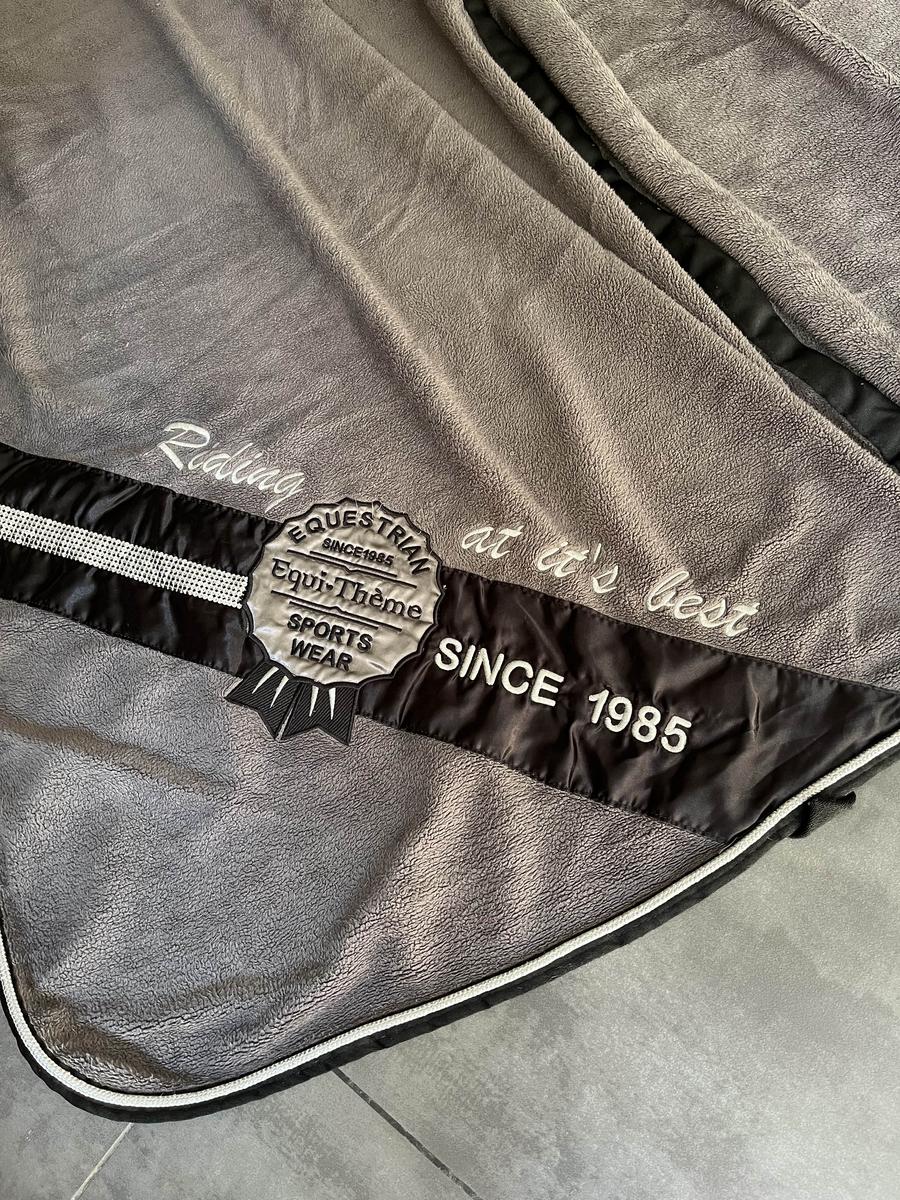 Riding at it's best
EQUESTRIAN
SINCE1985
Equi-Thème
SPORTS
WEAR
SINCE 1985